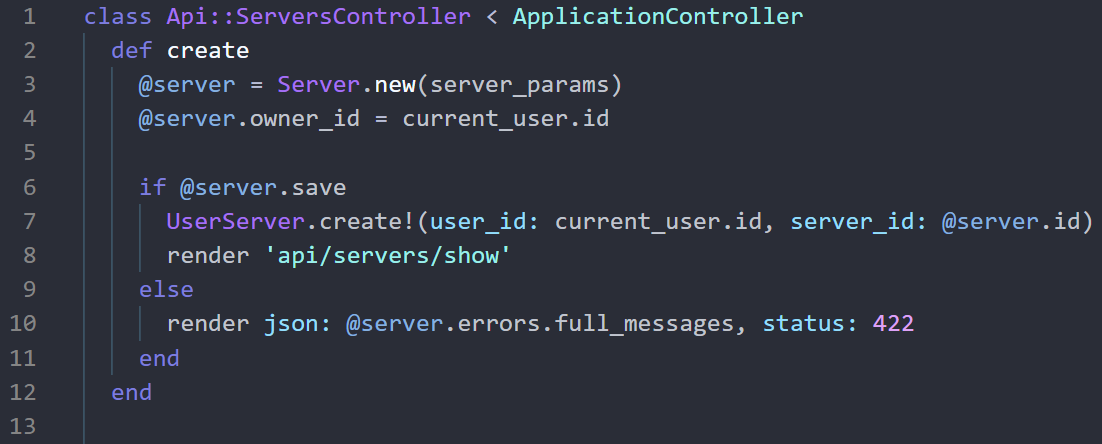 1 class Api::ServersController < ApplicationController
2 def create
3 @server = Server.new(server_params)
4 @server.owner_id = current_user.id
5
6 if @server.save
7 UserServer.create!(user_id: current_user.id, server_id: @server.id)
8 render 'api/servers/show'
9 else
10 render json: @server.errors.full_messages, status: 422
11 end
12 end
13